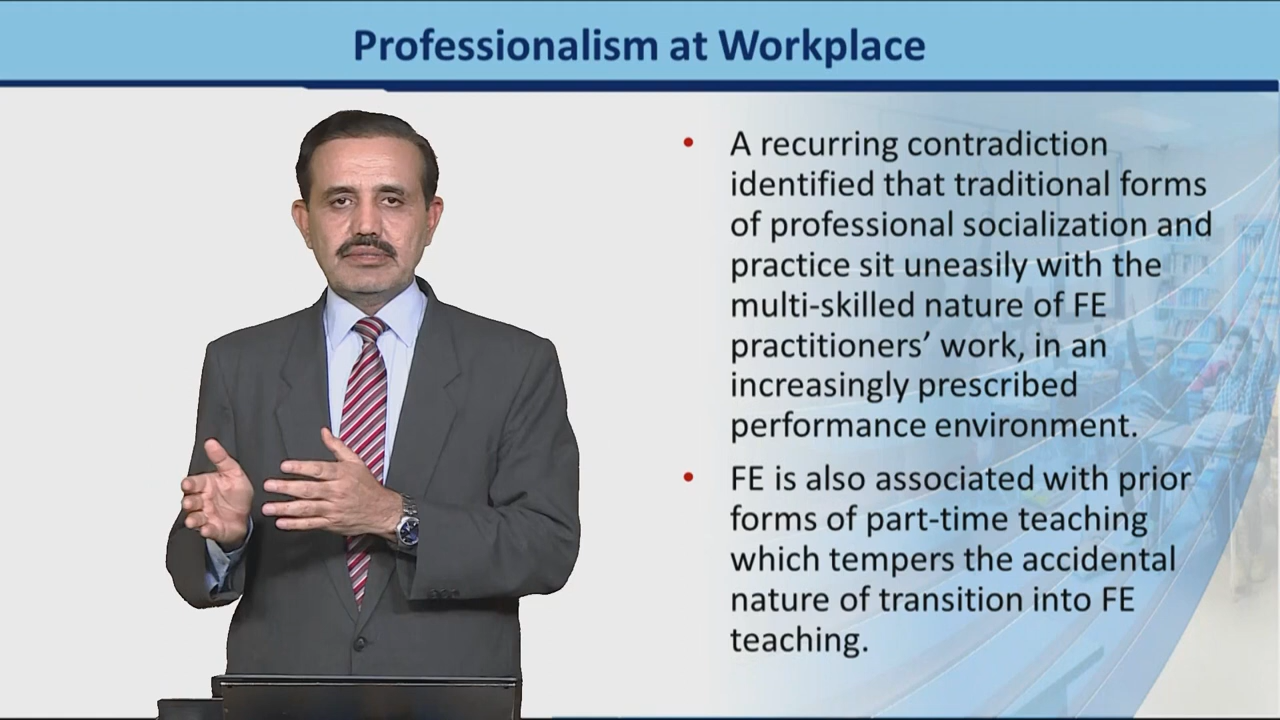 Professionalism at Workplace
• A recurring contradiction
identified that traditional forms
of professional socialization and
practice sit uneasily with the
multi-skilled nature of FE
practitioners’ work, in an
increasingly prescribed
performance environment.
• FE is also associated with prior
forms of part-time teaching
which tempers the accidental
nature of transition into FE
teaching.